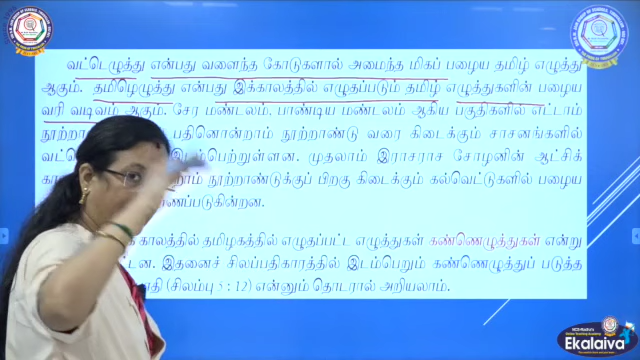 வட்டெழுத்து என்பது வளைந்த கோடுகளால் அமைந்த மிகப் பழைய தமிழ் எழுத்து
ஆகும். தமிழெழுத்து என்பது இக்காலத்தில் எழுதப்படும் தமிழ் எழுத்துகளின் பழைய
வரி வடிவம் ஆகும். சேர மண்டலம், பாண்டிய மண்டலம் ஆகிய பகுதிகளில் எட்டாம்
நூற்றா பதினொன்றாம் நூற்றாண்டு வரை கிடைக்கும் சாசனங்களில்
இடம்பெற்றுள்ளன. முதலாம் இராசராச சோழனின் ஆட்சிக்
நூற்றாண்டுக்குப் பிறகு கிடைக்கும் கல்வெட்டுகளில் பழைய
காலத்தில் தமிழகத்தில் எழுதப்பட்ட எழுத்துகள் கண்ணெழுத்துகள் என்று
இதனைச் சிலப்பதிகாரத்தில் இடம்பெறும் கண்ணெழுத்துப் படுத்த
(சிலம்பு 5 : 12) என்னும் தொடரால் அறியலாம்.
Ekalaiva